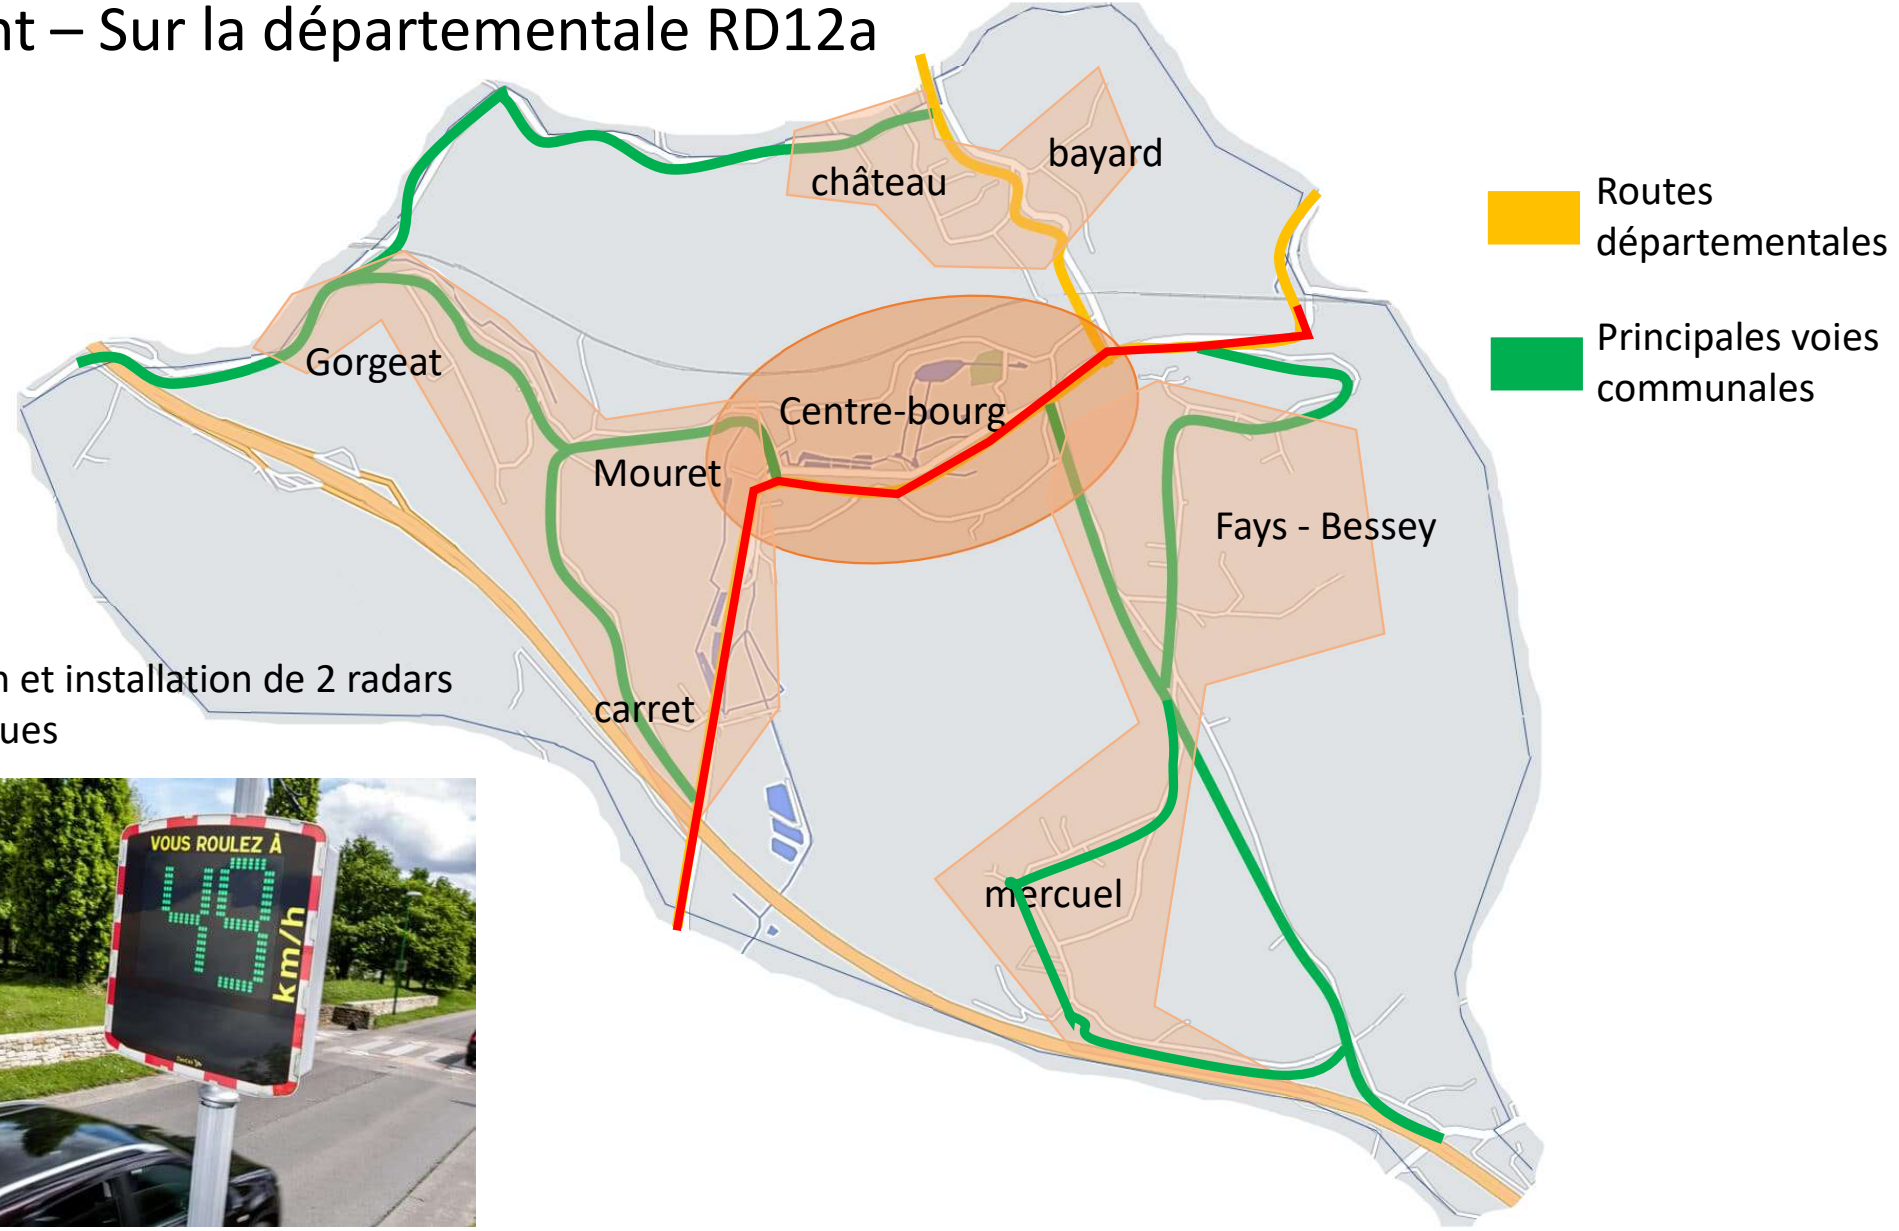 nt – Sur la départementale RD12a
bayard
château
Routes
départementales
Principales voies
communales
Gorgeat
Centre-bourg
Mouret
Fays - Bessey
n et installation de 2 radars
ues
carret
mercuel
VOUS ROULEZ À
49
km/h